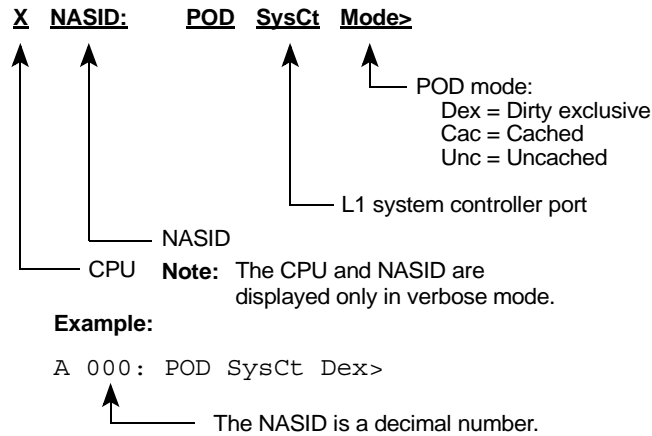 X NASID: POD SysCt Mode>
POD mode:
Dex = Dirty exclusive
Cac = Cached
Unc = Uncached
L1 system controller port
NASID
CPU Note: The CPU and NASID are
displayed only in verbose mode.
Example:
A 000: POD SysCt Dex>
The NASID is a decimal number.